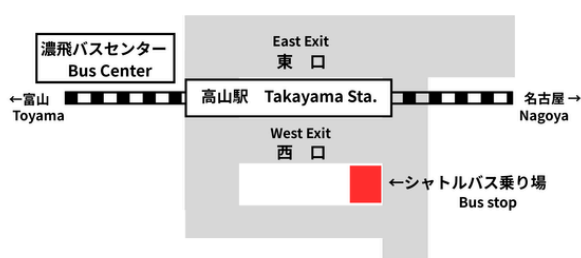 濃飛バスセンター
Bus Center
East Exit
東 口
←富山
Toyama
高山駅 Takayama Sta.
名古屋→
Nagoya
West Exit
西 口
←シャトルバス乗り場
Bus stop